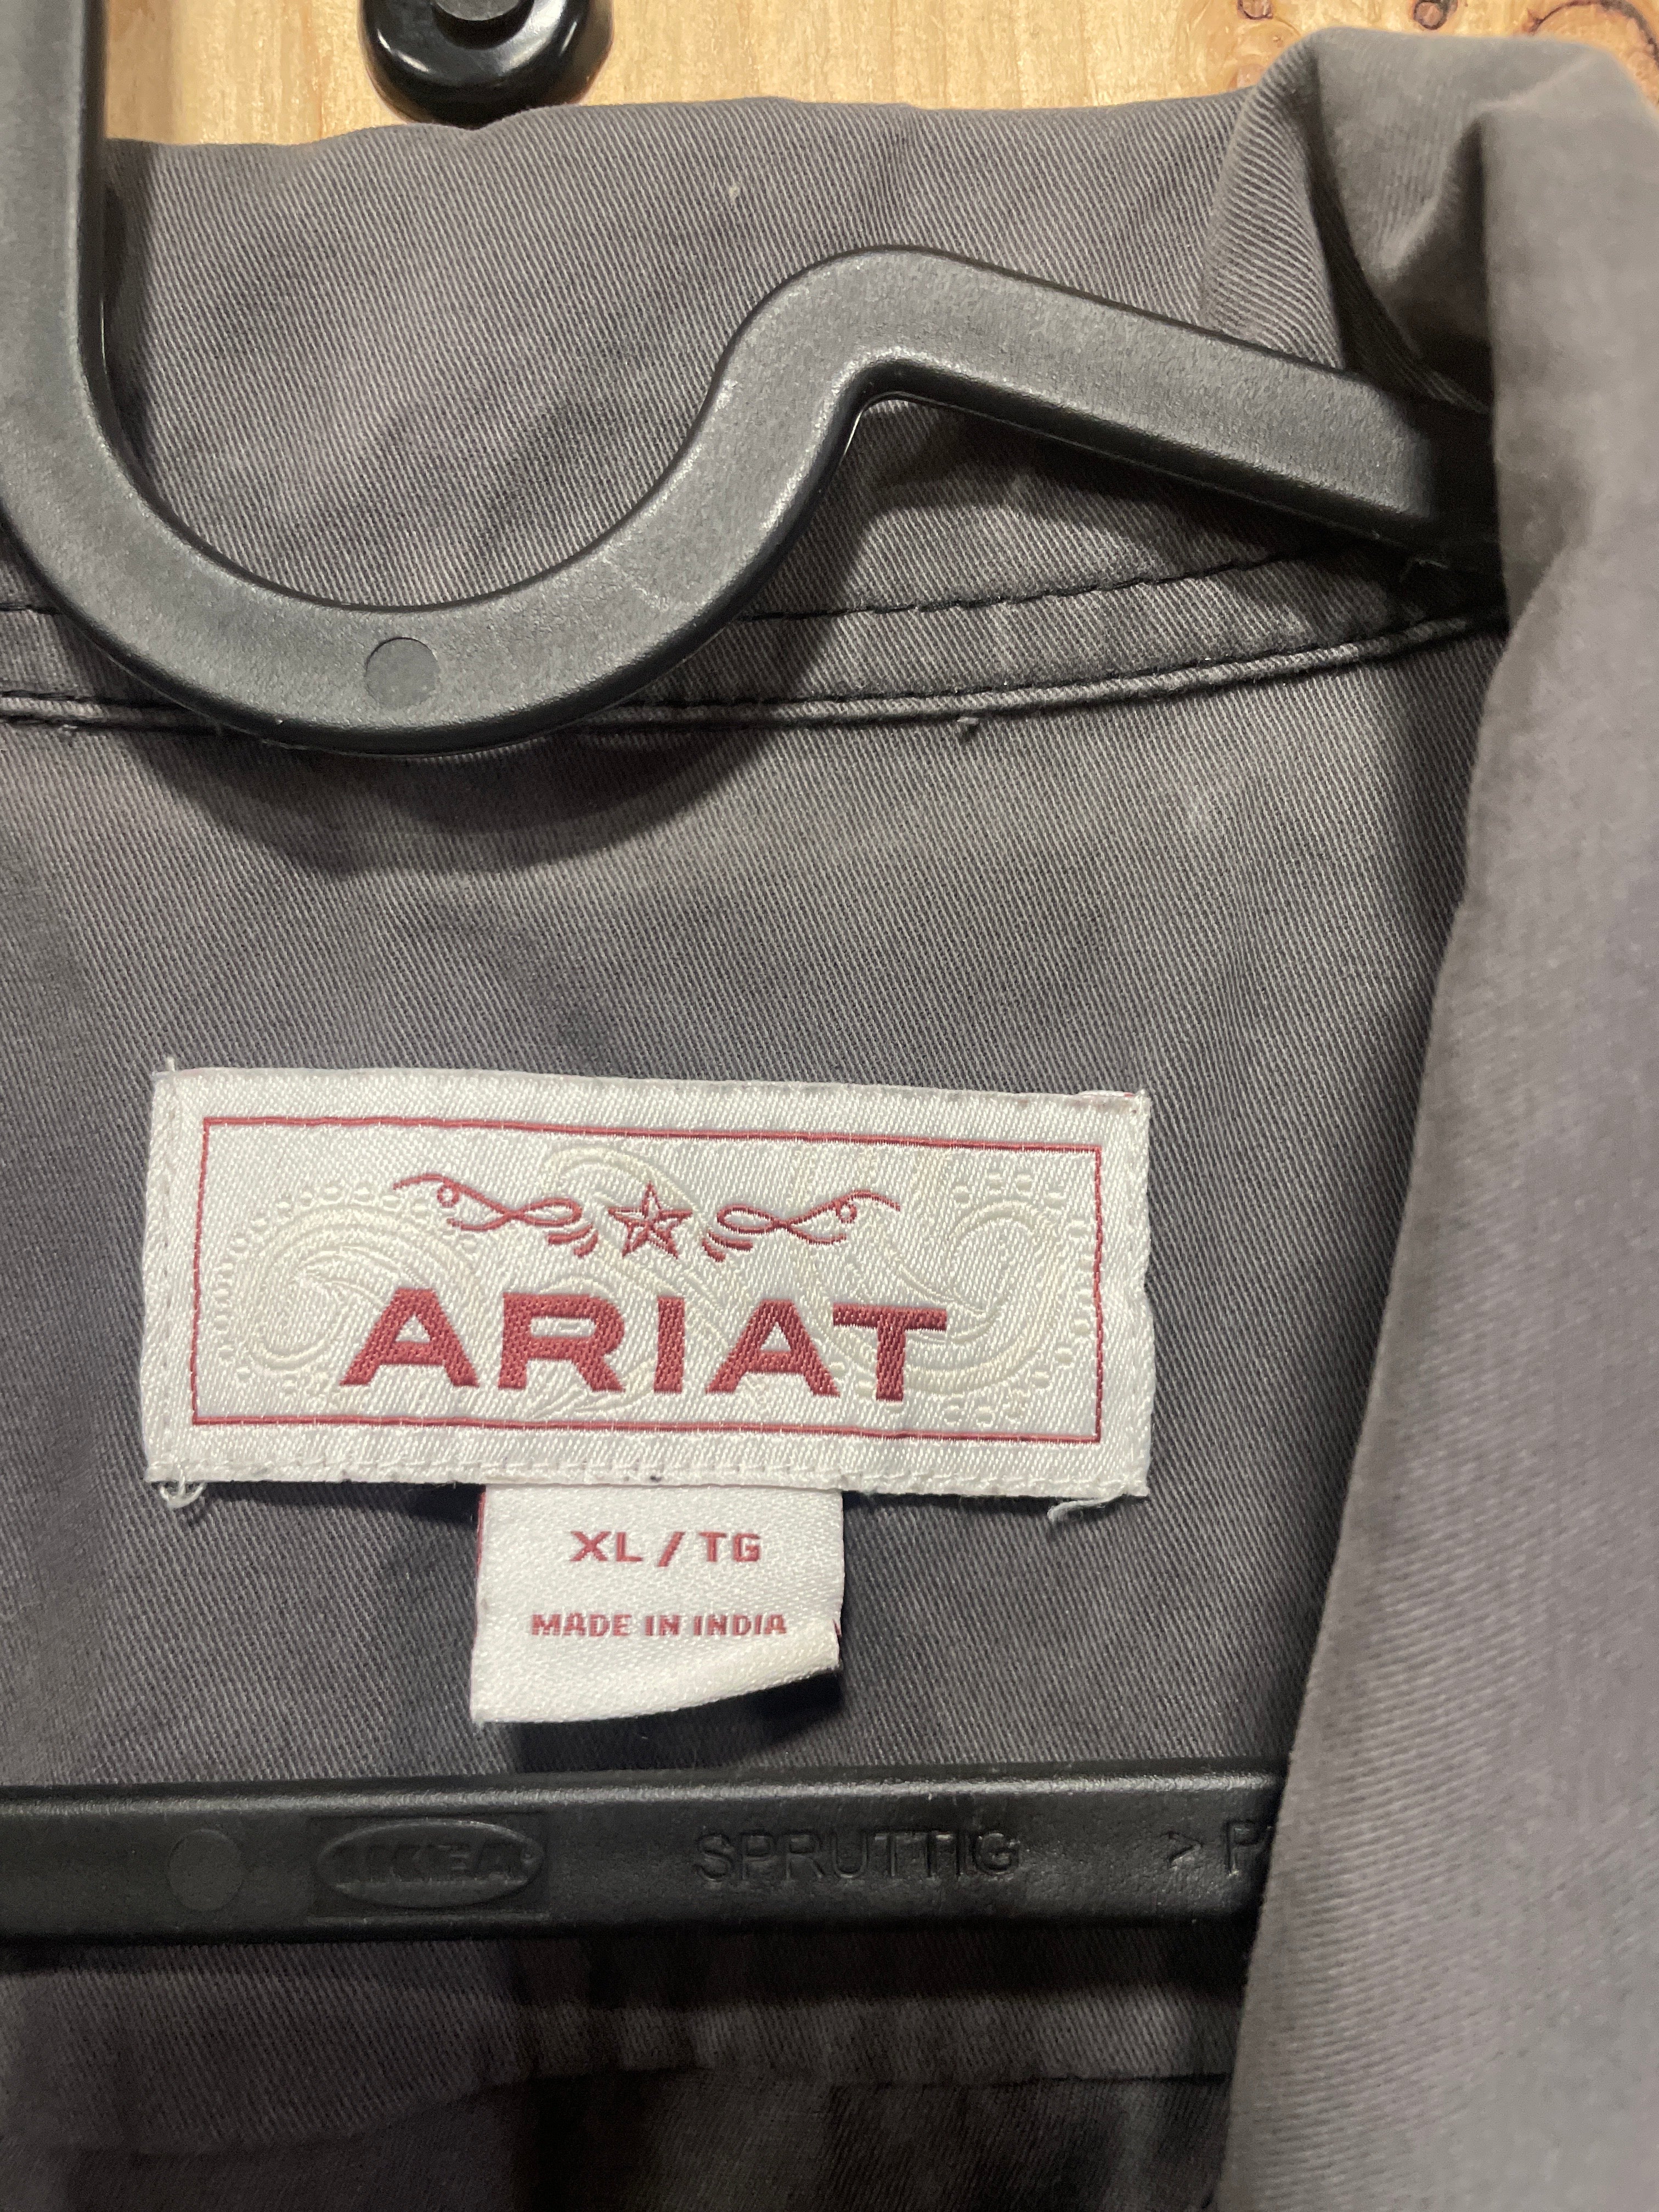 ARIAT
XL / TG
MADE IN INDIA
IKEA SPRUTTIG > P